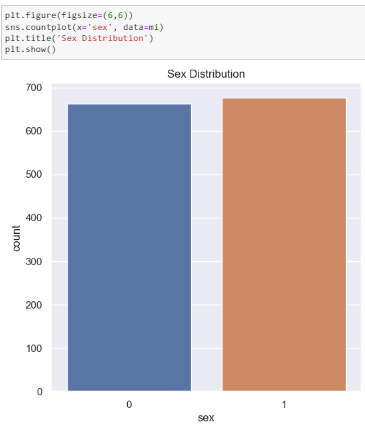 plt.figure(figsize=(6,6))
sns.countplot(x='sex', data=mi)
plt.title('Sex Distribution')
plt.show()
Sex Distribution
700
600
500
400
300
200
100
0
count
0 1
sex